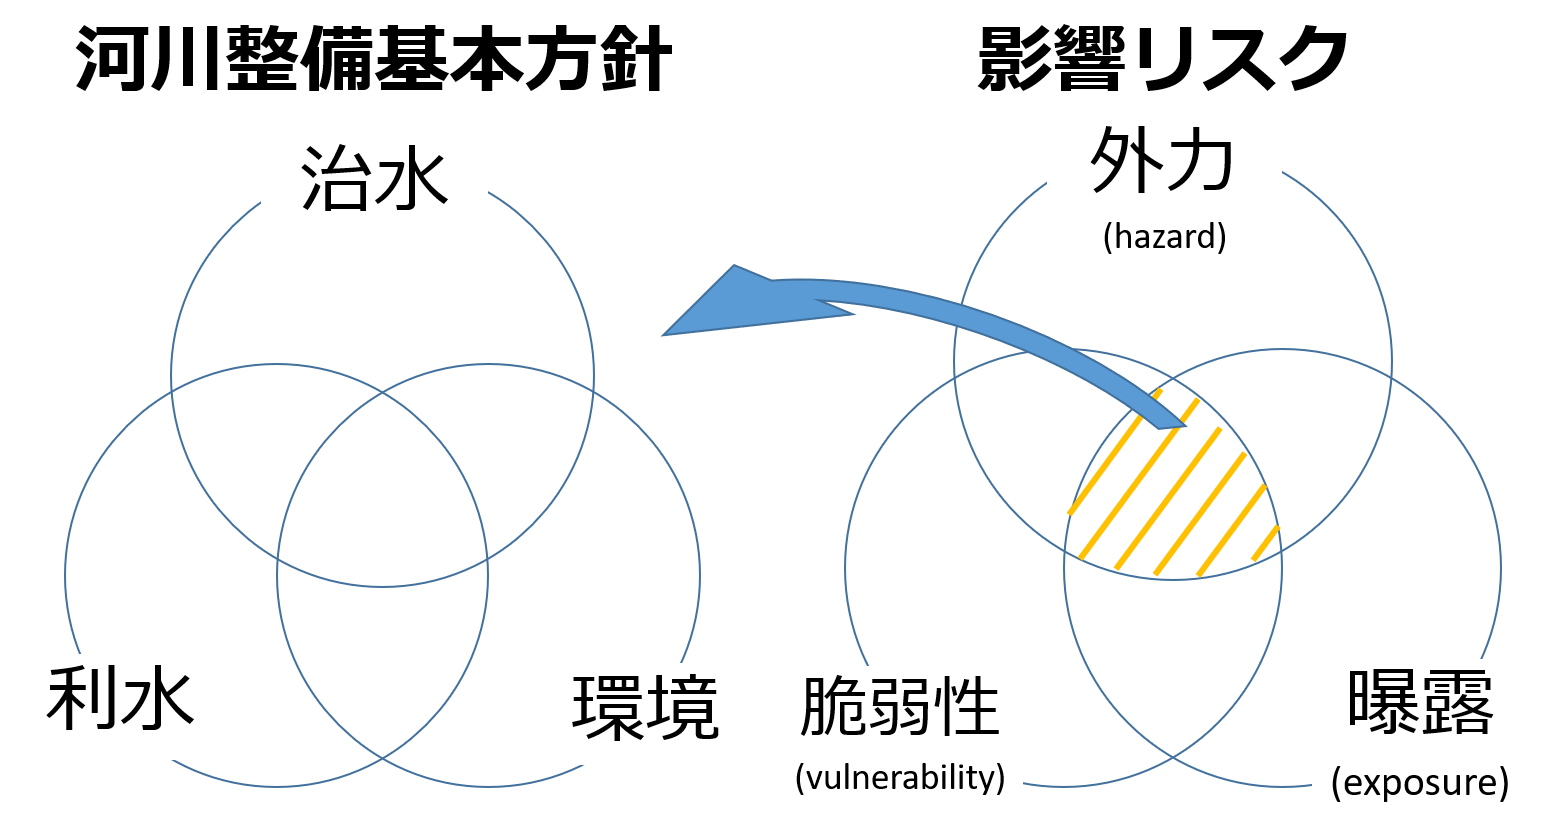 河川整備基本方針
治水
利水
環境
影響リスク
外力
(hazard)
脆弱性
(vulnerability)
曝露
(exposure)